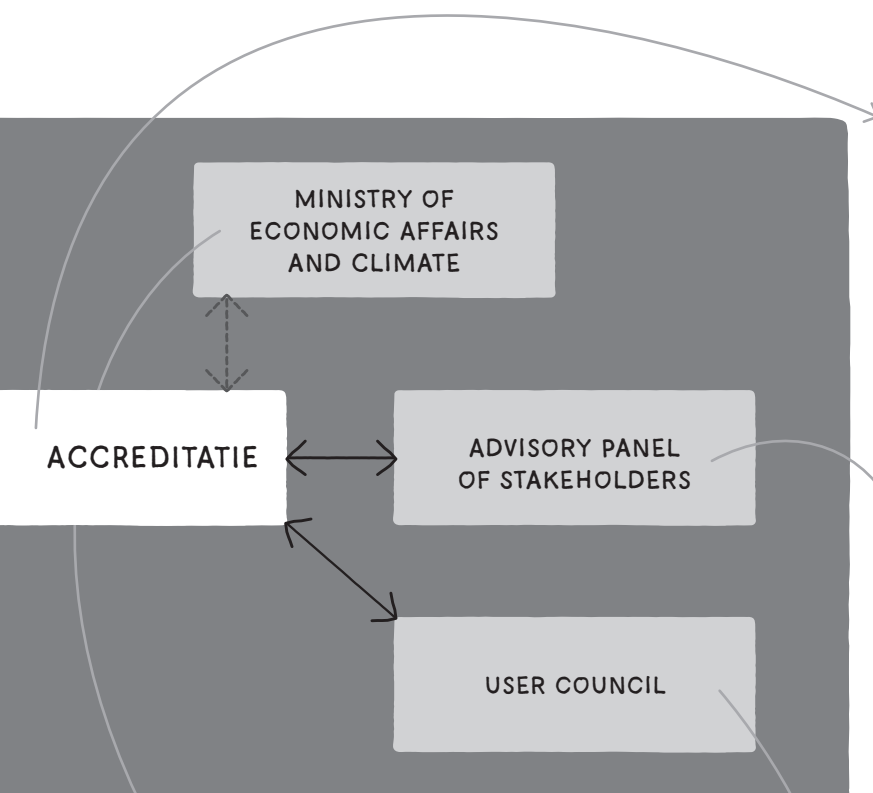 MINISTRY OF
ECONOMIC AFFAIRS
AND CLIMATE
ACCREDITATIE
ADVISORY PANEL
OF STAKEHOLDERS
USER COUNCIL